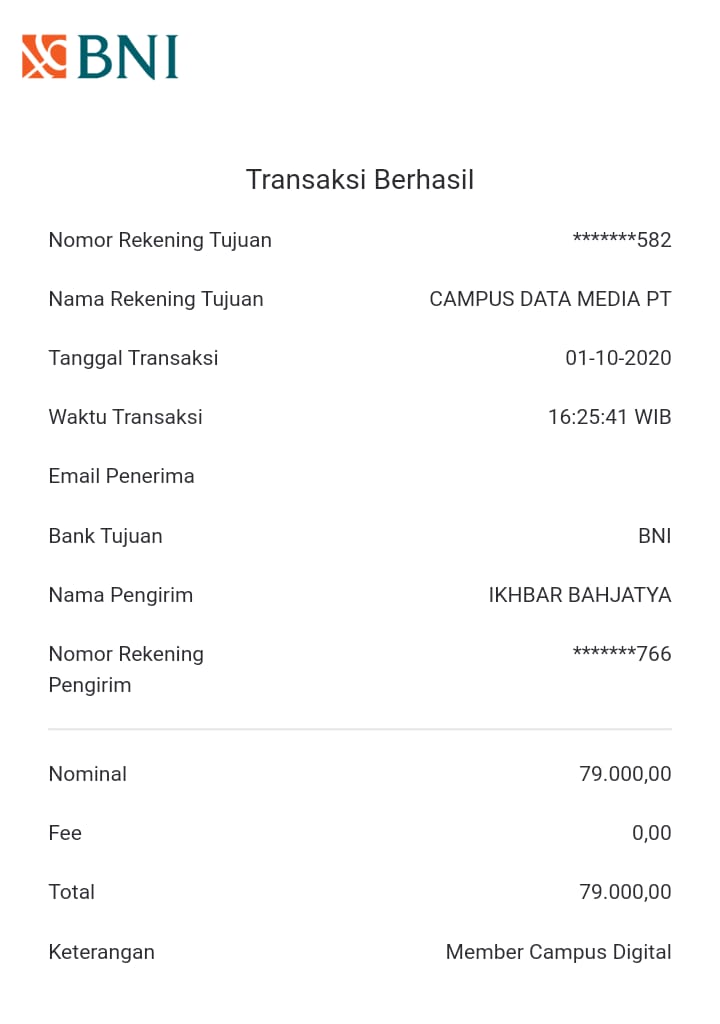 BNI
Transaksi Berhasil
Nomor Rekening Tujuan *******582
Nama Rekening Tujuan CAMPUS DATA MEDIA PT
Tanggal Transaksi 01-10-2020
Waktu Transaksi 16:25:41 WIB
Email Penerima
Bank Tujuan BNI
Nama Pengirim IKHBAR BAHJATYA
Nomor Rekening *******766
Pengirim
Nominal 79.000,00
Fee 0,00
Total 79.000,00
Keterangan Member Campus Digital